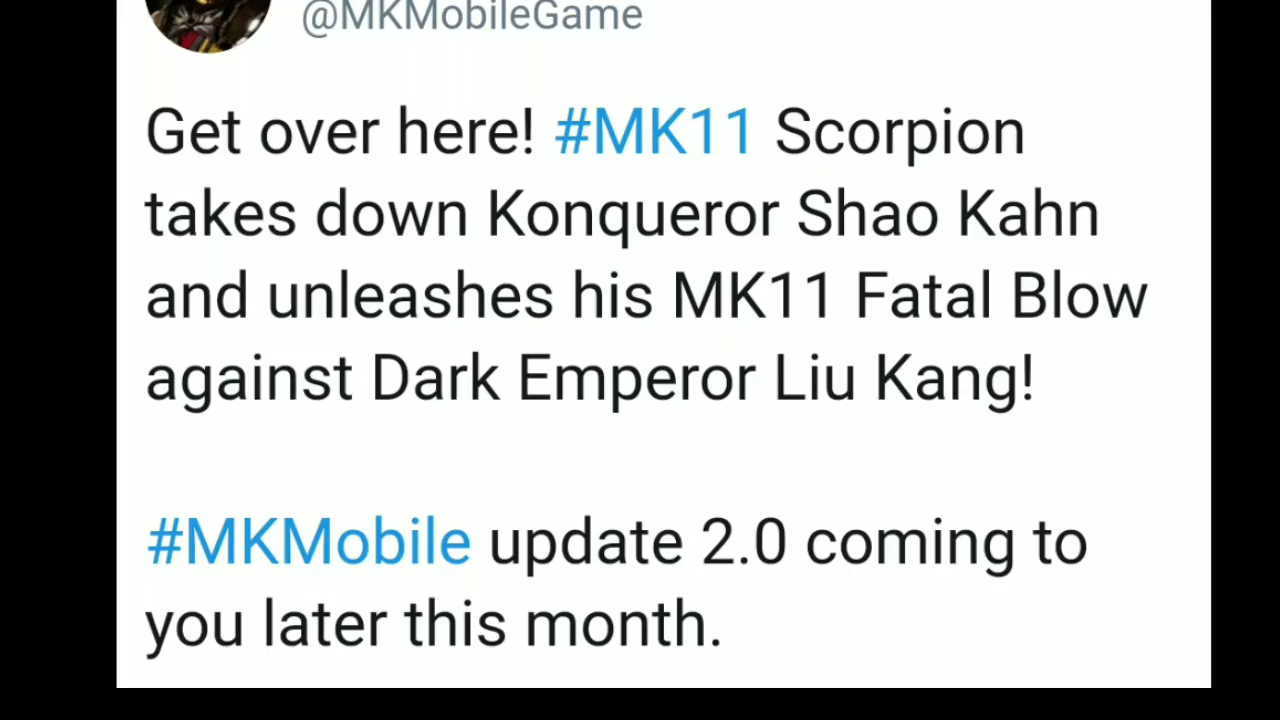 @MKMobileGame
Get over here! #MK11 Scorpion
takes down Konqueror Shao Kahn
and unleashes his MK11 Fatal Blow
against Dark Emperor Liu Kang!
#MKMobile update 2.0 coming to
you later this month.